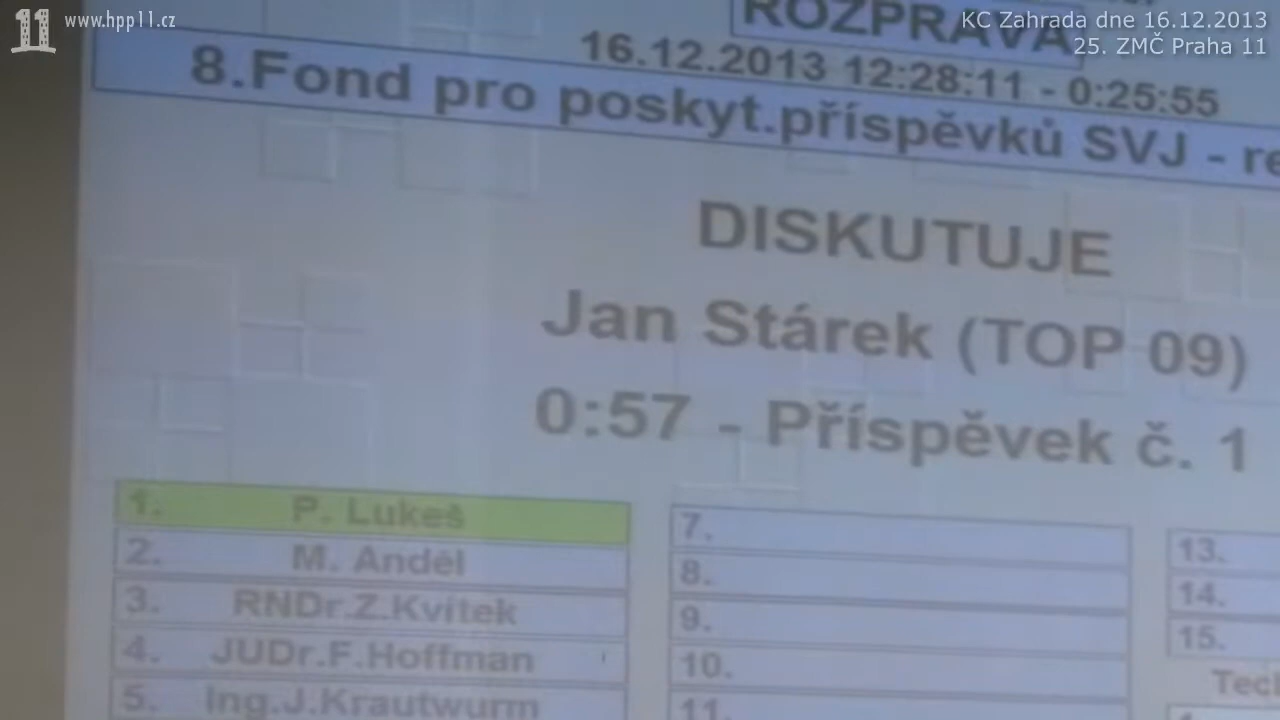 11 www.hpp11.cz
KC Zahrada dne 16.12.2013
25. ZMČ Praha 11
ROZPRAVA
16.12.2013 12:28:11 - 0:25:55
8.Fond pro poskyt.příspěvků SVJ - re
DISKUTUJE
Jan Stárek (TOP 09)
0:57 - Příspěvek č. 1
1. P. Lukeš
2. M. Anděl
3. RNDr.Z.Kvítek
4. JUDr.F.Hoffman
5. Ing.J.Krautwurm
7.
8.
9.
10.
11.
13.
14.
15.
Tech